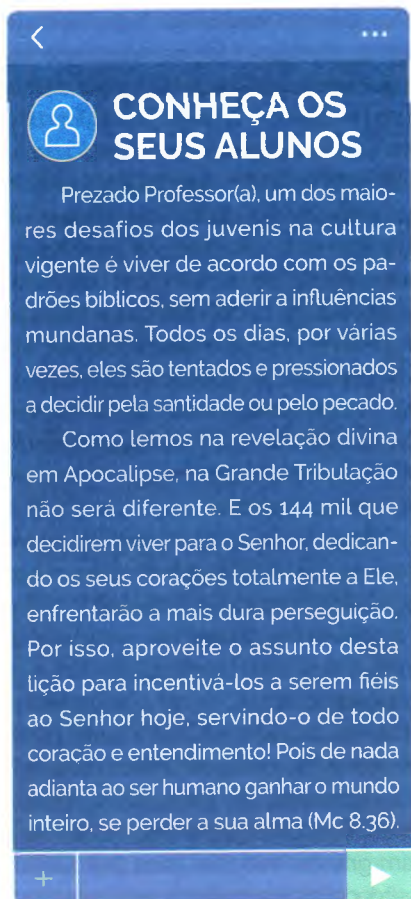 CONHEÇA OS
SEUS ALUNOS
Prezado Professor(a), um dos maio-
res desafios dos juvenis na cultura
vigente é viver de acordo com os pa-
drões bíblicos, sem aderir a influências
mundanas. Todos os dias, por várias
vezes, eles são tentados e pressionados
a decidir pela santidade ou pelo pecado.
Como lemos na revelação divina
em Apocalipse, na Grande Tribulação
não será diferente. E os 144 mil que
decidirem viver para o Senhor, dedican-
do os seus corações totalmente a Ele,
enfrentarão a mais dura perseguição.
Por isso, aproveite o assunto desta
lição para incentivá-los a serem fiéis
ao Senhor hoje, servindo-o de todo
coração e entendimento! Pois de nada
adianta ao ser humano ganhar o mundo
inteiro, se perder a sua alma (Mc 8.36).